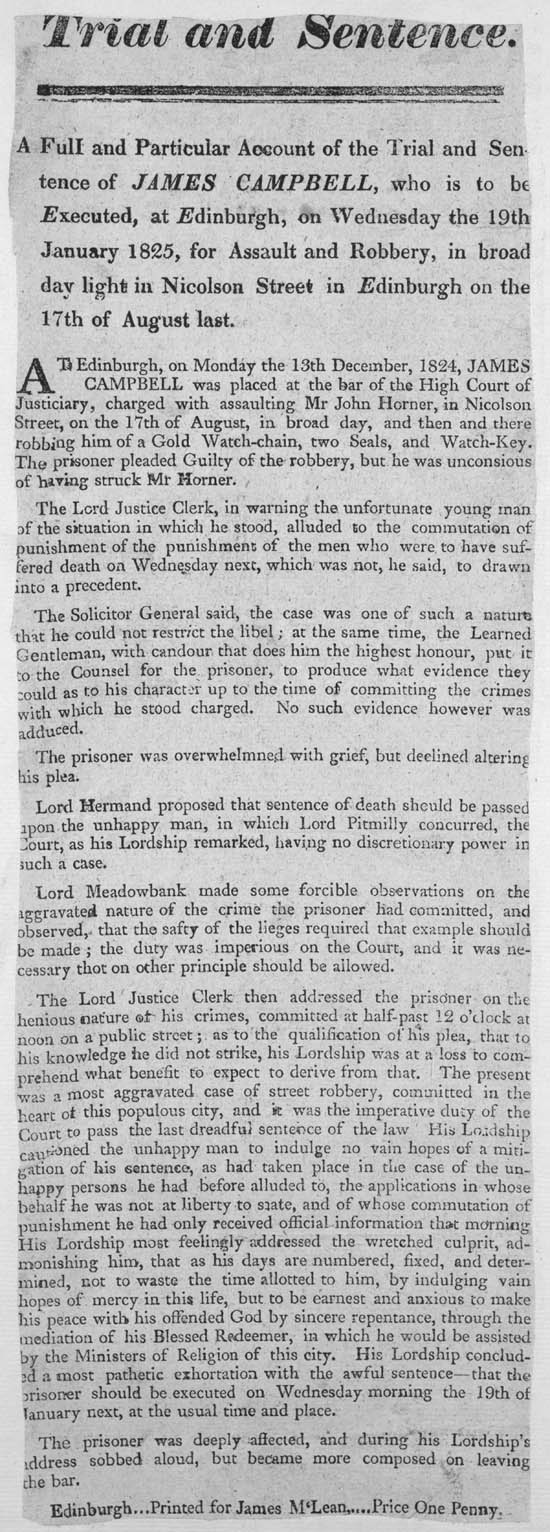 Trial and Sentence.
A Full and Particular Account of the Trial and Sen-
tence of JAMES CAMPBELL, who is to be
Executed, at Edinburgh, on Wednesday the 19th
January 1825, for Assault and Robbery, in broad
day light in Nicolson Street in Edinburgh on the
17th of August last.
AT Edinburgh, on Monday the 13th December, 1824, JAMES
CAMPBELL was placed at the bar of the High Court of
Justiciary, charged with assaulting Mr John Horner, in Nicolson
Street, on the 17th of August, in broad day, and then and there
robbing him of a Gold Watch-chain, two Seals, and Watch-Key.
The prisoner pleaded Guilty of the robbery, but he was unconsious
of having struck Mr Horner.
The Lord Justice Clerk, in warning the unfortunate young man
of the situation in which he stood, alluded to the commutation of
punishment of the punishment of the men who were to have suf-
fered death on Wednesday next, which was not, he said, to drawn
into a precedent.
The Solicitor General said, the case was one of such a nature
that he could not restrict the libel; at the same time, the Learned
Gentleman, with candour that does him the highest honour, put it
to the Counsel for the prisoner, to produce what evidence they
could as to his character up to the time of committing the crimes
with which he stood charged. No such evidence however was
adduced.
The prisoner was overwhelmned with grief, but declined altering
his plea.
Lord Hermand proposed that sentence of death should be passed
upon the unhappy man, in which Lord Pitmilly concurred, the
Court, as his Lordship remarked, having no discretionary power in
such a case.
Lord Meadowbank made some forcible observations on the
aggravated nature of the crime the prisoner had committed, and
observed, that the safty of the lieges required that example should
be made; the duty was imperious on the Court, and it was ne-
cessary thot on other principle should be allowed.
The Lord Justice Clerk then addressed the prisoner on the
henious nature of his crimes, committed at half-past 12 o'clock at
noon on a public street; as to the qualification of his plea, that to
his knowledge he did not strike, his Lordship was at a loss to com-
prehend what benefit to expect to derive from that. The present
was a most aggravated case of street robbery, committed in the
heart of this populous city, and it was the imperative duty of the
Court to pass the last dreadful sentence of the law His Lordship
cautioned the unhappy man to indulge no vain hopes of a miti-
gation of his sentence, as had taken place in the case of the un-
happy persons he had before alluded to, the applications in whose
behalf he was not at liberty to state, and of whose commutation of
punishment he had only received official information that morning
His Lordship most feelingly addressed the wretched culprit, ad-
monishing him, that as his days are numbered, fixed, and deter-
mined, not to waste the time allotted to him, by indulging vain
hopes of mercy in this life, but to be earnest and anxious to make
his peace with his offended God by sincere repentance, through the
mediation of his Blessed Redeemer, in which he would be assisted
by the Ministers of Religion of this city. His Lordship conclud-
ed a most pathetic exhortation with the awful sentence—that the
prisoner should be executed on Wednesday morning the 19th of
January next, at the usual time and place.
The prisoner was deeply affected, and during his Lordship's
address sobbed aloud, but became more composed on leaving
the bar.
Edinburgh...Printed for James M'Lean,....Price One Penny.